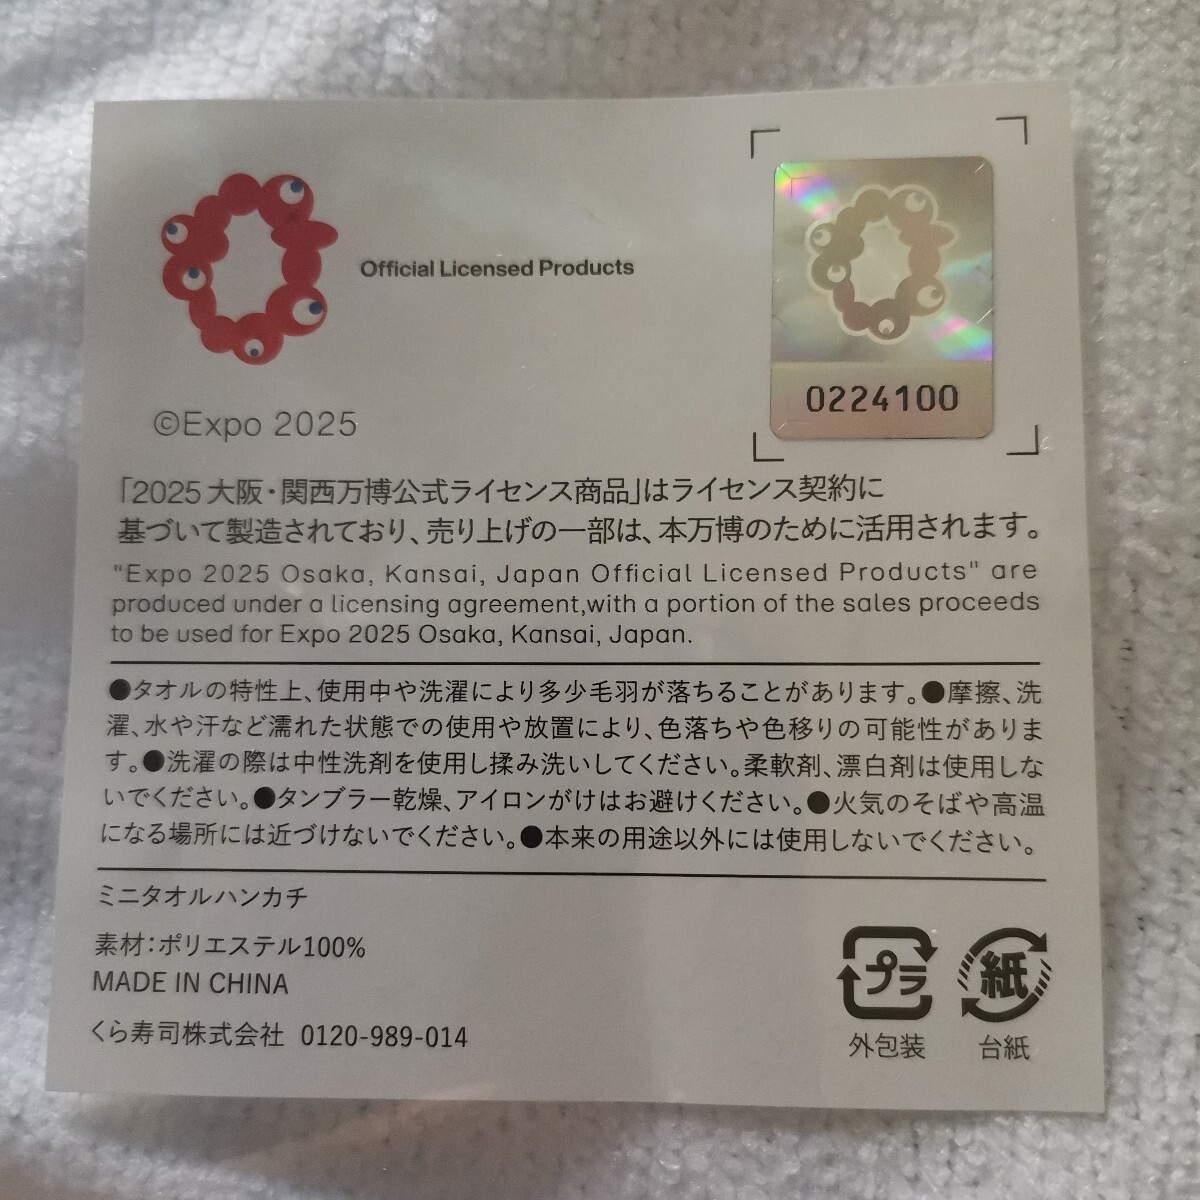 Official Licensed Products
0224100
©Expo 2025
「2025 大阪・関西万博公式ライセンス商品」はライセンス契約に
基づいて製造されており、売り上げの一部は、本万博のために活用されます。
"Expo 2025 Osaka, Kansai, Japan Official Licensed Products" are
produced under a licensing agreement,with a portion of the sales proceeds
to be used for Expo 2025 Osaka, Kansai, Japan.
●タオルの特性上、使用中や洗濯により多少毛羽が落ちることがあります。●摩擦、洗
濯、水や汗など濡れた状態での使用や放置により、色落ちや色移りの可能性がありま
す。●洗濯の際は中性洗剤を使用し揉み洗いしてください。柔軟剤、漂白剤は使用しな
いでください。●タンブラー乾燥、アイロンがけはお避けください。●火気のそばや高温
になる場所には近づけないでください。●本来の用途以外には使用しないでください。
ミニタオルハンカチ
素材：ポリエステル100%
MADE IN CHINA
くら寿司株式会社 0120-989-014
プラ
外包装
紙
台紙